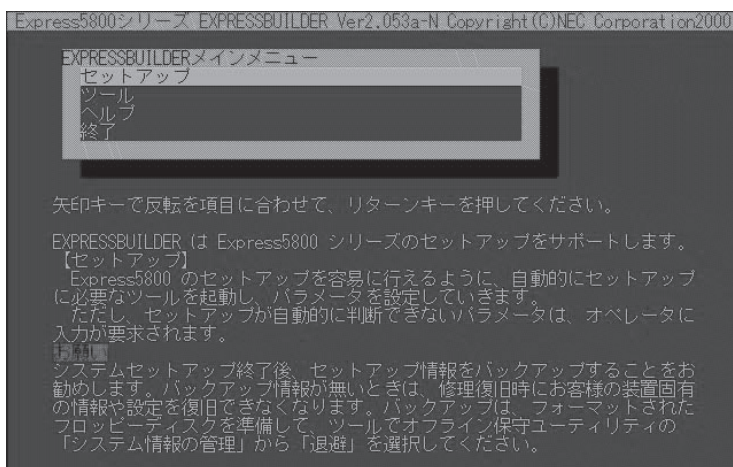 Express5800シリーズ EXPRESSBUILDER Ver2.053a-N Copyright(C)NEC Corporation2000
EXPRESSBUILDERメインメニュー
セットアップ
ツール
ヘルプ
終了
矢印キーで反転を項目に合わせて、リターンキーを押してください。
EXPRESSBUILDER は Express5800 シリーズのセットアップをサポートします。
【セットアップ】
Express5800 のセットアップを容易に行えるように、自動的にセットアップ
に必要なツールを起動し、パラメータを設定していきます。
ただし、セットアップが自動的に判断できないパラメータは、オペレータに
入力が要求されます。
お願い
システムセットアップ終了後、セットアップ情報をバックアップすることをお
勧めします。バックアップ情報が無いときは、修理復旧時にお客様の装置固有
の情報や設定を復旧できなくなります。バックアップは、フォーマットされた
フロッピーディスクを準備して、ツールでオフライン保守ユーティリティの
「システム情報の管理」から「退避」を選択してください。